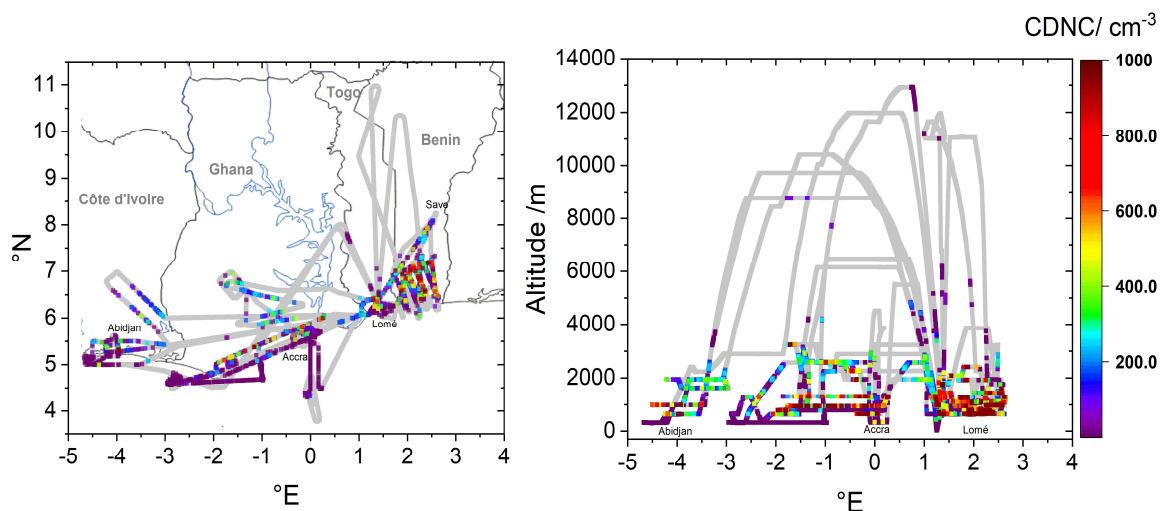 CDNC/ cm-3
11
10
9
8
7
6
5
4
°N
-5 -4 -3 -2 -1 0 1 2 3 4
°E
Togo
Benin
Ghana
Côte d'Ivoire
Save
Abidjan
Lomé
Accra
14000
12000
10000
8000
6000
4000
2000
0
Altitude /m
Abidjan Accra Lomé
-5 -4 -3 -2 -1 0 1 2 3 4
°E
1000
800.0
600.0
400.0
200.0